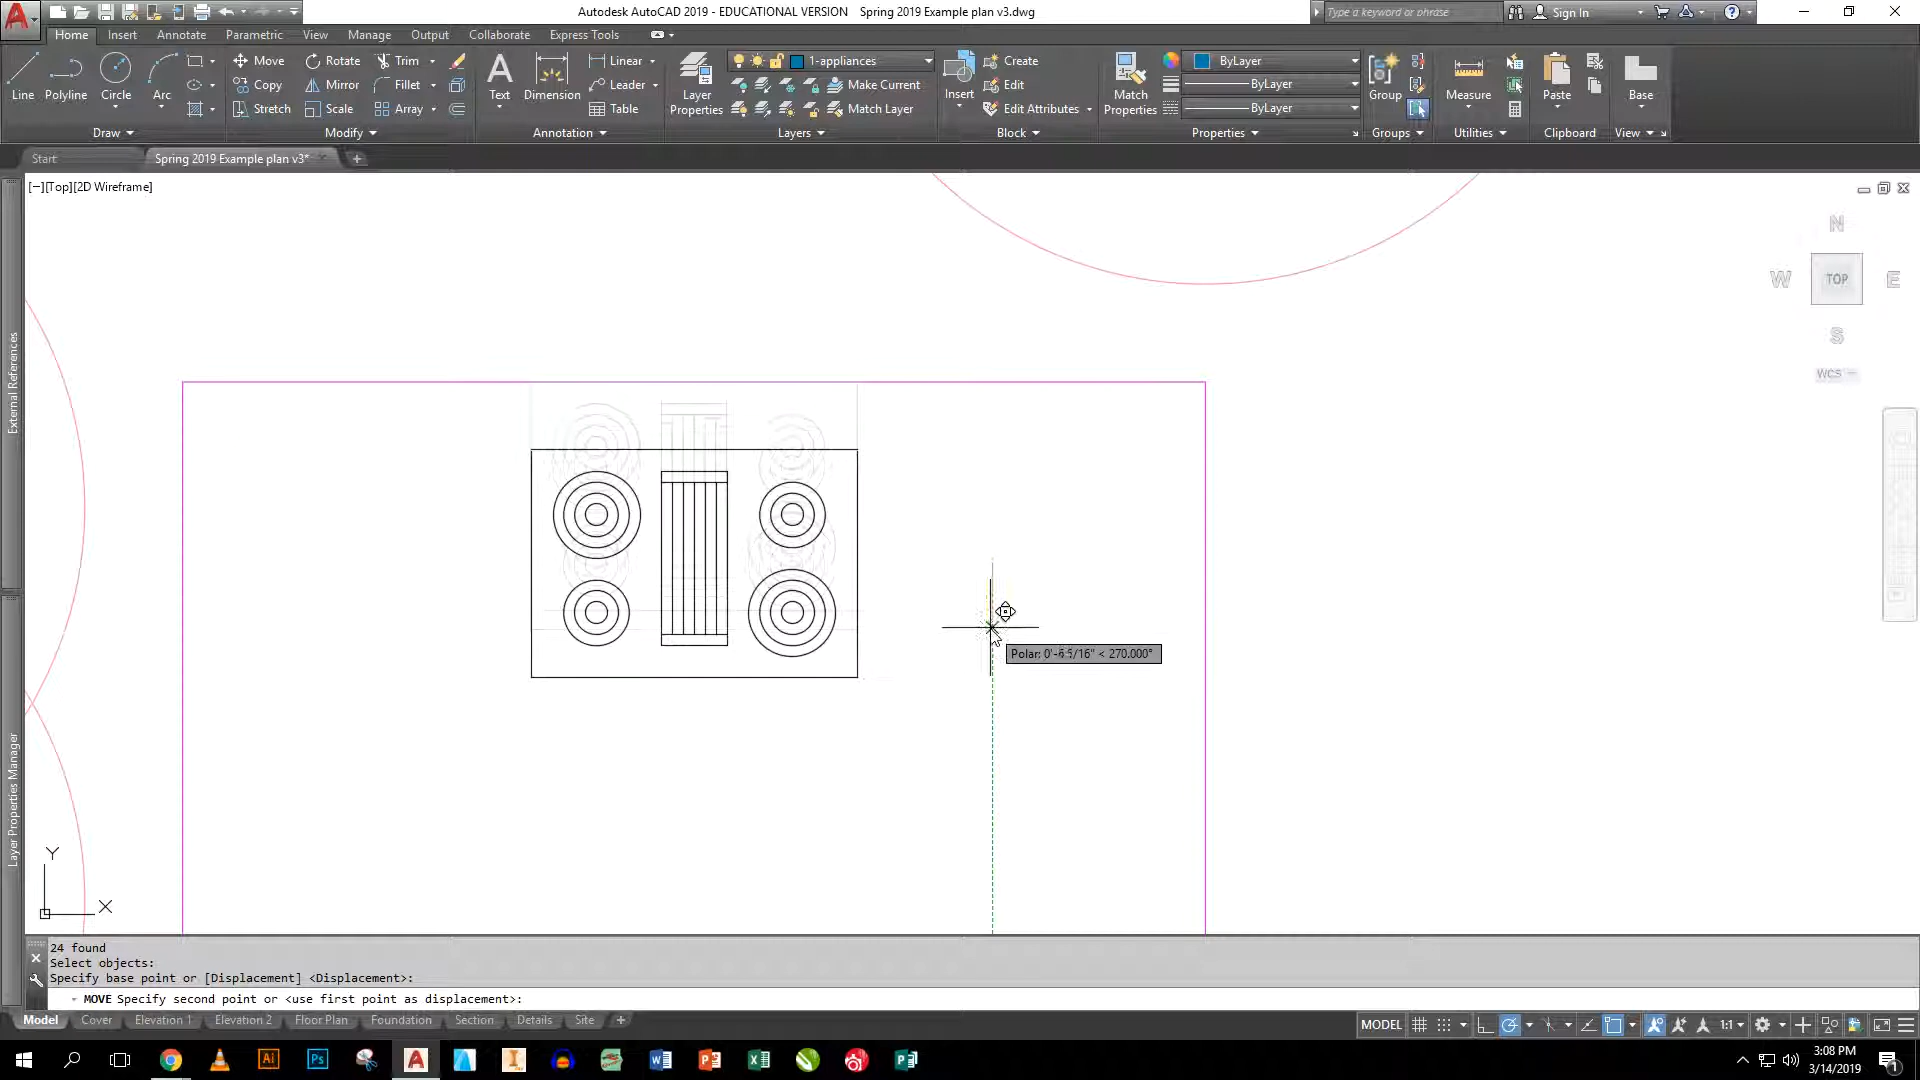 Autodesk AutoCAD 2019 - EDUCATIONAL VERSION    Spring 2019 Example plan v3.dwg
Type a keyword or phrase
Sign In
Home Insert Annotate Parametric View Manage Output Collaborate Express Tools
Line Polyline Circle Arc
Move Rotate Trim
Copy Mirror Fillet
Stretch Scale Array
Text Dimension
Linear
Leader
Table
Layer Properties
1-appliances
Make Current
Match Layer
Insert
Create
Edit
Edit Attributes
Match Properties
ByLayer
ByLayer
ByLayer
Group
Measure
Paste
Base
Draw Modify Annotation Layers Block Properties Groups Utilities Clipboard View
Start
Spring 2019 Example plan v3*
[−][Top][2D Wireframe]
N
W TOP E
S
WCS
External References
Layer Properties Manager
Y
X
24 found
Select objects:
Specify base point or [Displacement] <Displacement>:
MOVE Specify second point or <use first point as displacement>:
Model Cover Elevation 1 Elevation 2 Floor Plan Foundation Section Details Site
MODEL
1:1
3:08 PM
3/14/2019